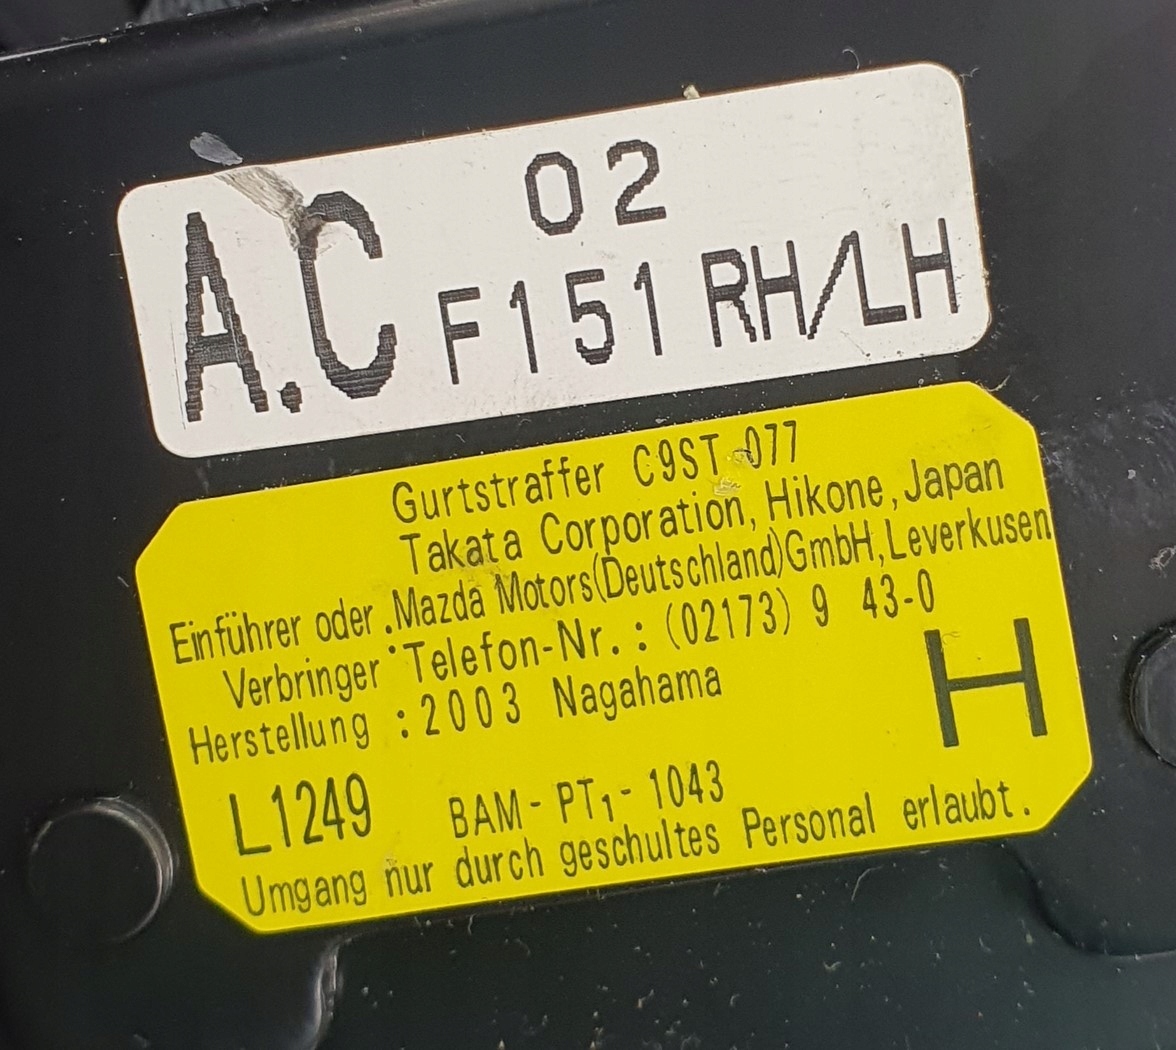 02
A.C F151 RH/LH
Gurtstraffer C9ST-077
Takata Corporation, Hikone, Japan
Einführer oder : Mazda Motors(Deutschland)GmbH, Leverkusen
Verbringer Telefon-Nr. : (02173) 9 43-0
Herstellung : 2003 Nagahama
H
L1249 BAM- PT₁- 1043
Umgang nur durch geschultes Personal erlaubt.